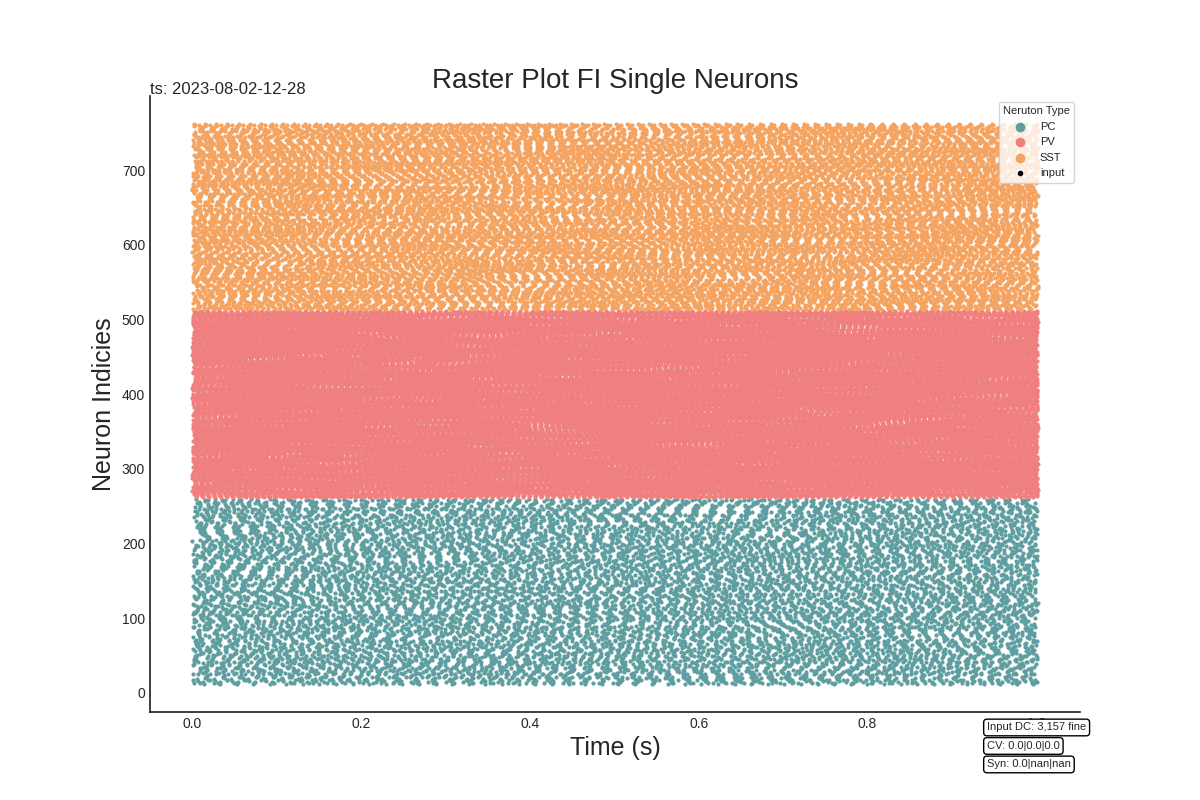 Raster Plot FI Single Neurons
ts: 2023-08-02-12-28
Neruton Type
PC
PV
SST
input
Neuron Indicies
700
600
500
400
300
200
100
0
0.0 0.2 0.4 0.6 0.8
Time (s)
Input DC: 3,157 fine
CV: 0.0|0.0|0.0
Syn: 0.0|nan|nan